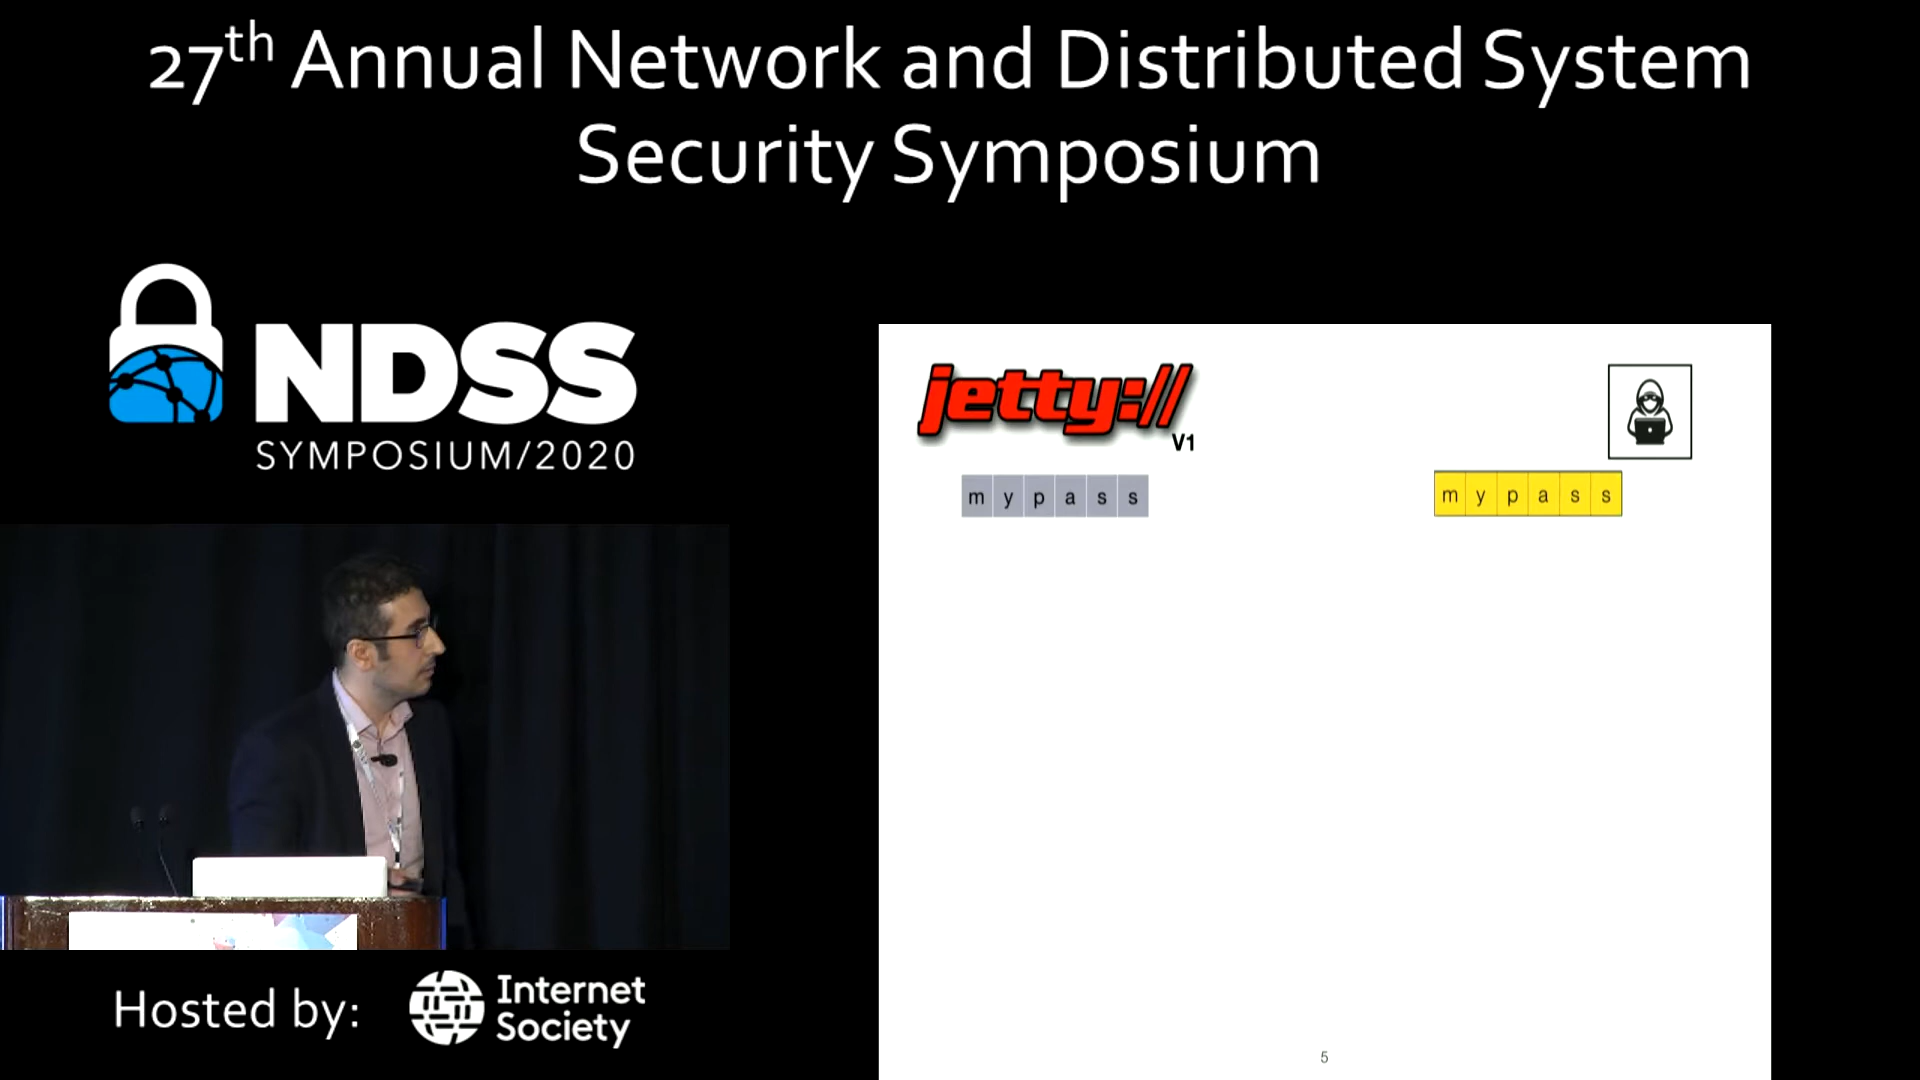 27th Annual Network and Distributed System
Security Symposium
NDSS
SYMPOSIUM/2020
jetty://
V1
m y p a s s
m y p a s s
5
Hosted by:
Internet
Society